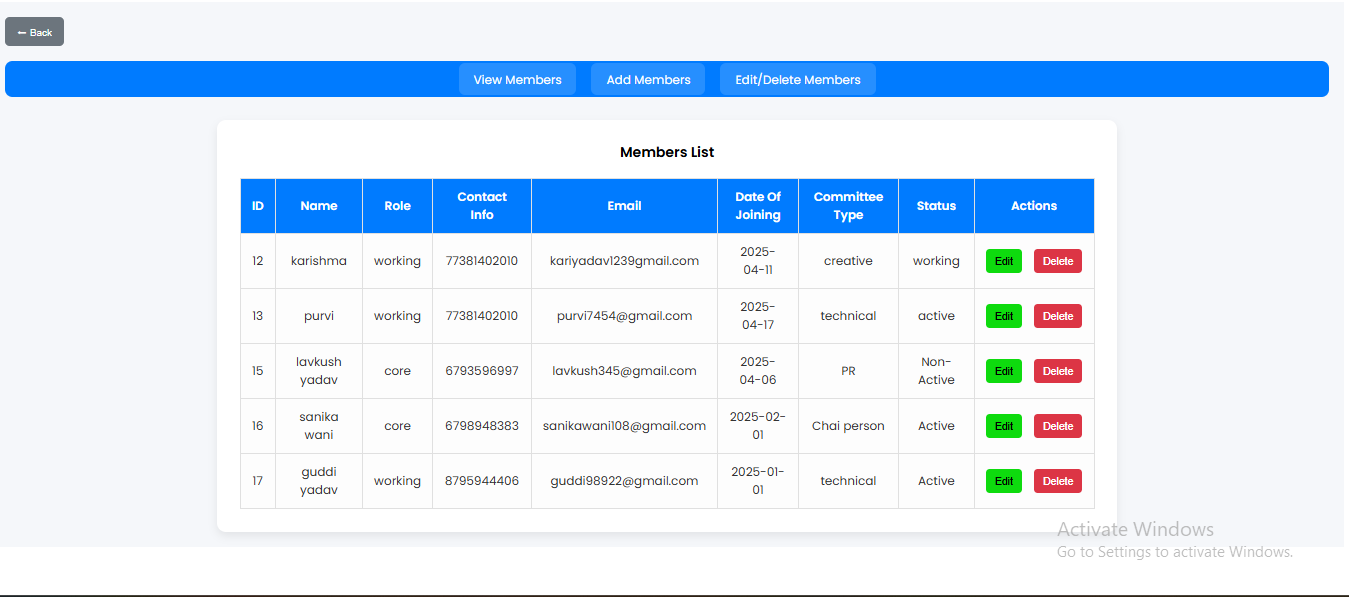 ← Back
View Members Add Members Edit/Delete Members
Members List
ID Name Role Contact Info Email Date Of Joining Committee Type Status Actions
12 karishma working 77381402010 kariyadav1239gmail.com 2025-04-11 creative working Edit Delete
13 purvi working 77381402010 purvi7454@gmail.com 2025-04-17 technical active Edit Delete
15 lavkush yadav core 6793596997 lavkush345@gmail.com 2025-04-06 PR Non-Active Edit Delete
16 sanika wani core 6798948383 sanikawani108@gmail.com 2025-02-01 Chai person Active Edit Delete
17 guddi yadav working 8795944406 guddi98922@gmail.com 2025-01-01 technical Active Edit Delete
Activate Windows
Go to Settings to activate Windows.